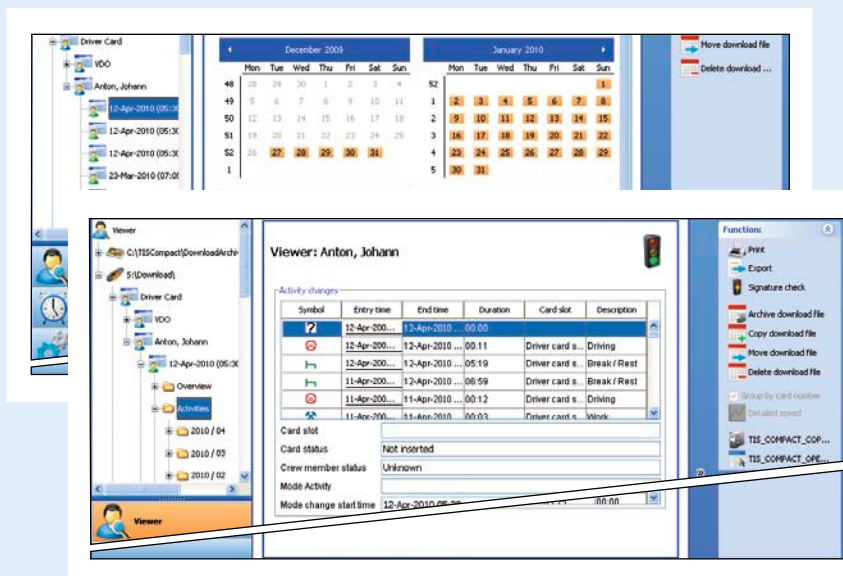 Driver Card
VDO
Anton, Johann
12-Apr-2010 (05:30
12-Apr-2010 (05:30
12-Apr-2010 (05:3
23-Mar-2010 (07:0
December 2009
Mon Tue Wed Thu Fri Sat Sun
48 28 29 30 1 2 3 4
49 5 6 7 8 9 10 11
50 12 13 14 15 16 17 18
51 19 20 21 22 23 24 25
52 26 27 28 29 30 31
1
January 2010
Mon Tue Wed Thu Fri Sat Sun
52 1
1 2 3 4 5 6 7 8
2 9 10 11 12 13 14 15
3 16 17 18 19 20 21 22
4 23 24 25 26 27 28 29
5 30 31
Move download file
Delete download ...
Viewer
C:\TISCompact\DownloadArchi
S:\Download\
Driver Card
VDO
Anton, Johann
12-Apr-2010 (05:3
Overview
Activities
2010 / 04
2010 / 03
2010 / 02
Viewer
Viewer: Anton, Johann
Activity changes
Symbol Entry time End time Duration Card slot Description
? 12-Apr-200... 12-Apr-2010 ... 00:00
12-Apr-200... 12-Apr-2010 ... 00:11 Driver card s... Driving
12-Apr-200... 12-Apr-2010 ... 05:19 Driver card s... Break / Rest
11-Apr-200... 12-Apr-2010 ... 06:59 Driver card s... Break / Rest
11-Apr-200... 11-Apr-2010 ... 00:12 Driver card s... Driving
11-Apr-200... 11-Apr-2010 ... 00:03 Driver card s... Work
Card slot
Card status Not inserted
Crew member status Unknown
Mode Activity
Mode change start time 12-Apr-2010 05:30 00:00
Function:
Print
Export
Signature check
Archive download file
Copy download file
Move download file
Delete download file
Group by card number
Detailed speed
TIS_COMPACT_COP...
TIS_COMPACT_OPE...